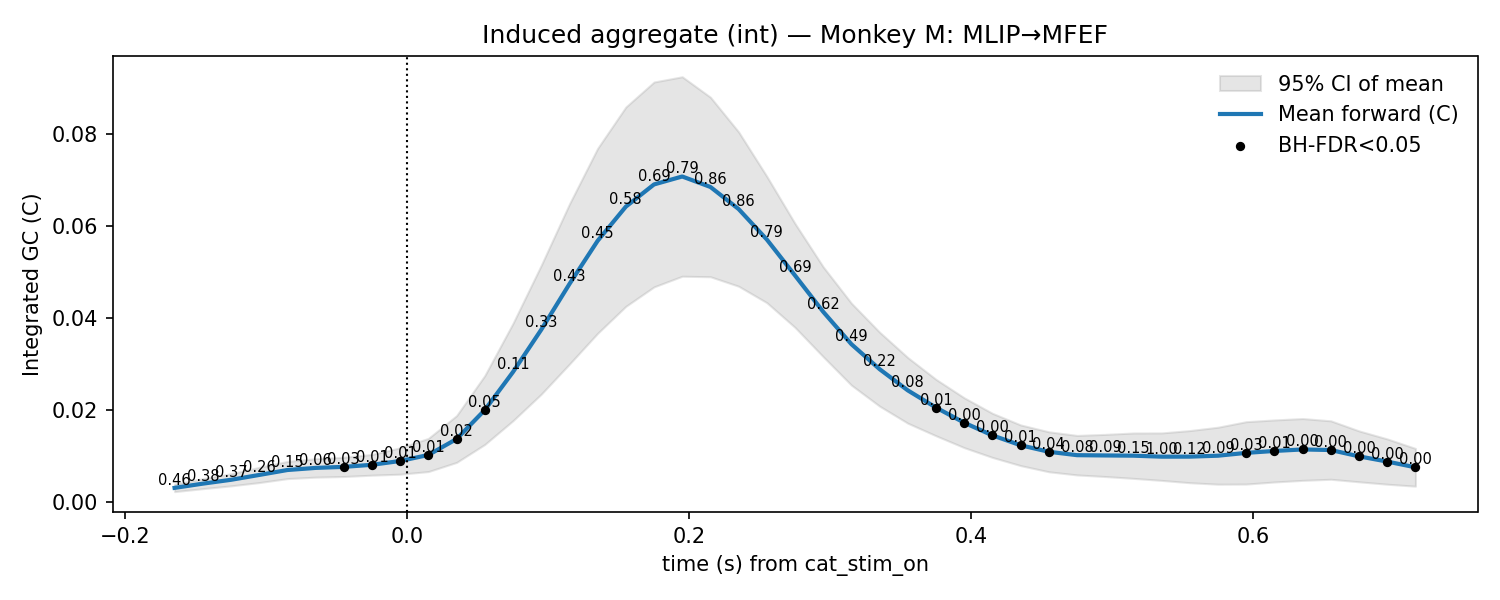 Induced aggregate (int) — Monkey M: MLIP→MFEF
95% CI of mean
Mean forward (C)
BH-FDR<0.05
Integrated GC (C)
0.08
0.06
0.04
0.02
0.00
0.46 0.38 0.37 0.26 0.15 0.06 0.03 0.01 0.01 0.01 0.02 0.05 0.11 0.33 0.43 0.45 0.58 0.69 0.79 0.86 0.86 0.79 0.69 0.62 0.49 0.22 0.08 0.01 0.00 0.00 0.01 0.04 0.08 0.09 0.15 1.00 0.12 0.09 0.03 0.01 0.00 0.00 0.00 0.00 0.00
−0.2 0.0 0.2 0.4 0.6
time (s) from cat_stim_on